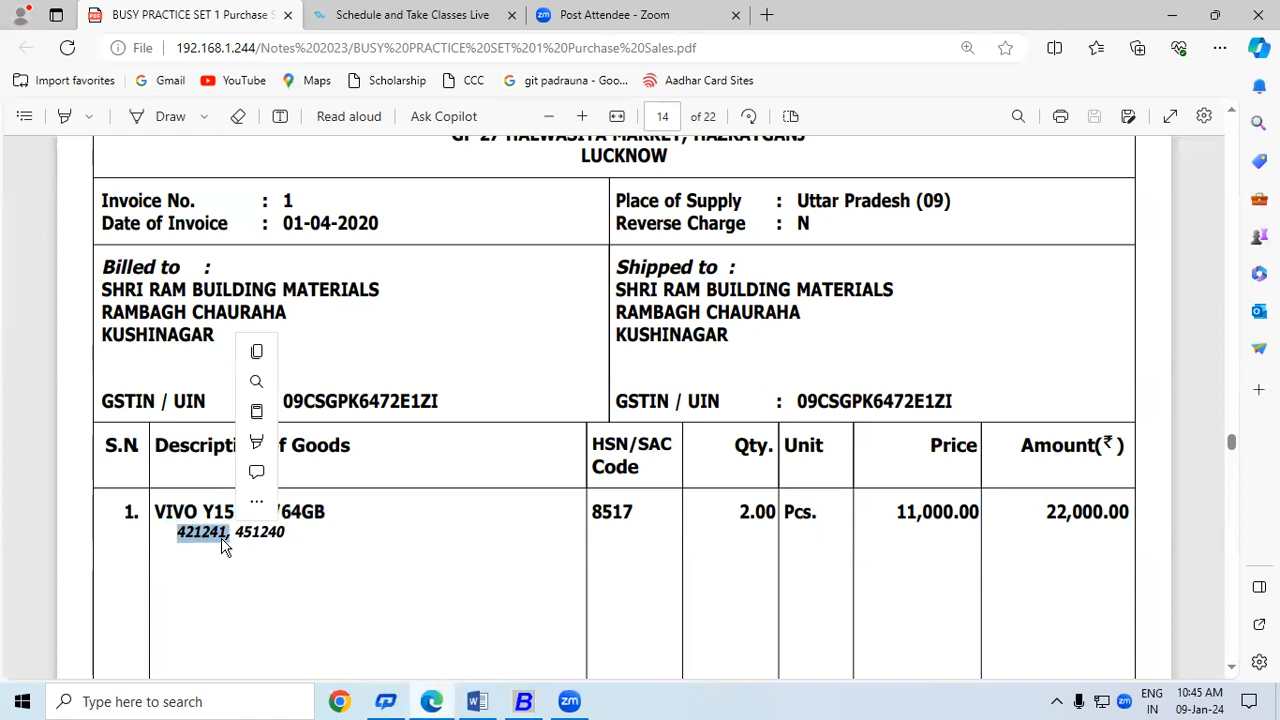 BUSY PRACTICE SET 1 Purchase S
Schedule and Take Classes Live
Post Attendee - Zoom
File
192.168.1.244/Notes%202023/BUSY%20PRACTICE%20SET%201%20Purchase%20Sales.pdf
Import favorites
Gmail
YouTube
Maps
Scholarship
CCC
git padrauna - Goo...
Aadhar Card Sites
Draw
Read aloud
Ask Copilot
14 of 22
GF 27 HALWASIYA MARKET, HAZRATGANJ
LUCKNOW
Invoice No. : 1
Date of Invoice : 01-04-2020
Place of Supply : Uttar Pradesh (09)
Reverse Charge : N
Billed to :
SHRI RAM BUILDING MATERIALS
RAMBAGH CHAURAHA
KUSHINAGAR
GSTIN / UIN 09CSGPK6472E1ZI
Shipped to :
SHRI RAM BUILDING MATERIALS
RAMBAGH CHAURAHA
KUSHINAGAR
GSTIN / UIN : 09CSGPK6472E1ZI
S.N. Descripti of Goods HSN/SAC Code Qty. Unit Price Amount(₹)
1. VIVO Y15 /64GB 8517 2.00 Pcs. 11,000.00 22,000.00
421241, 451240
Type here to search
ENG
IN
10:45 AM
09-Jan-24